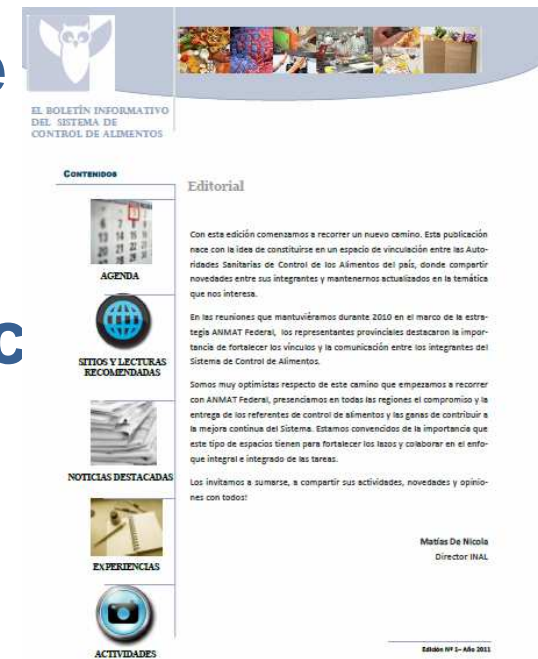 e
c
EL BOLETÍN INFORMATIVO
DEL SISTEMA DE
CONTROL DE ALIMENTOS
CONTENIDOS
AGENDA
SITIOS Y LECTURAS
RECOMENDADAS
NOTICIAS DESTACADAS
EXPERIENCIAS
ACTIVIDADES
Editorial
Con esta edición comenzamos a recorrer un nuevo camino. Esta publicación
nace con la idea de constituirse en un espacio de vinculación entre las Auto-
ridades Sanitarias de Control de los Alimentos del país, donde compartir
novedades entre sus integrantes y mantenernos actualizados en la temática
que nos interesa.
En las reuniones que mantuviéramos durante 2010 en el marco de la estra-
tegia ANMAT Federal, los representantes provinciales destacaron la impor-
tancia de fortalecer los vínculos y la comunicación entre los integrantes del
Sistema de Control de Alimentos.
Somos muy optimistas respecto de este camino que empezamos a recorrer
con ANMAT Federal, presenciamos en todas las regiones el compromiso y la
entrega de los referentes de control de alimentos y las ganas de contribuir a
la mejora continua del Sistema. Estamos convencidos de la importancia que
este tipo de espacios tienen para fortalecer los lazos y colaborar en el enfo-
que integral e integrado de las tareas.
Los invitamos a sumarse, a compartir sus actividades, novedades y opinio-
nes con todos!
Matías De Nicola
Director INAL
Edición Nº 1– Año 2011